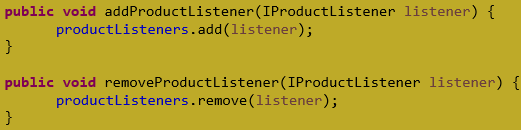 public void addProductListener(IProductListener listener) {
productListeners.add(listener);
}
public void removeProductListener(IProductListener listener) {
productListeners.remove(listener);
}